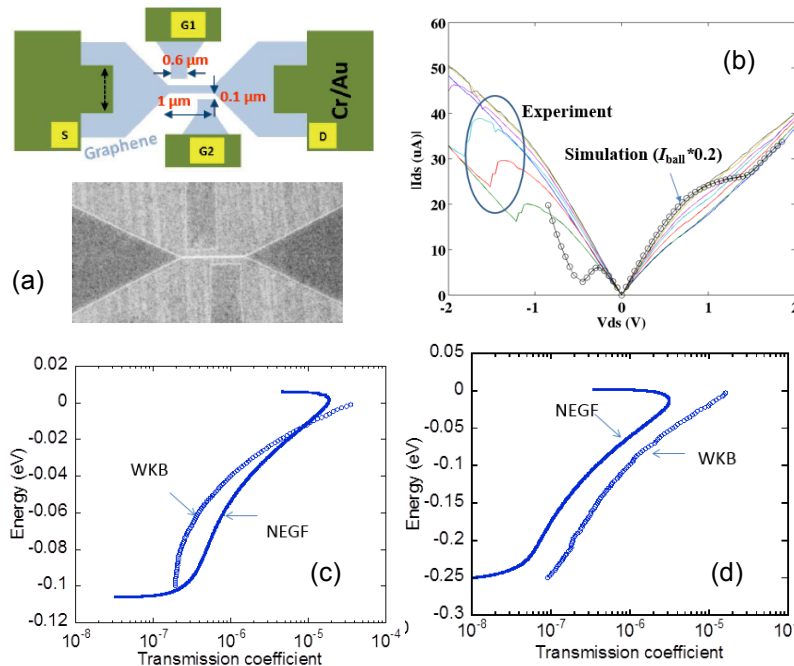 G1
0.6 µm
1 µm
0.1 µm
S
D
G2
Graphene
Cr/Au
(a)
(b)
50
40
30
20
10
0
|Ids (uA)|
-2
-1
0
1
2
Vds (V)
Experiment
Simulation (Iball*0.2)
0.02
0
-0.02
-0.04
-0.06
-0.08
-0.1
-0.12
Energy (eV)
WKB
NEGF
(c)
10-8
10-7
10-6
10-5
10-4
Transmission coefficient
0.05
0
-0.05
-0.1
-0.15
-0.2
-0.25
-0.3
Energy (eV)
NEGF
WKB
(d)
10-8
10-7
10-6
10-5
10-4
Transmission coefficient